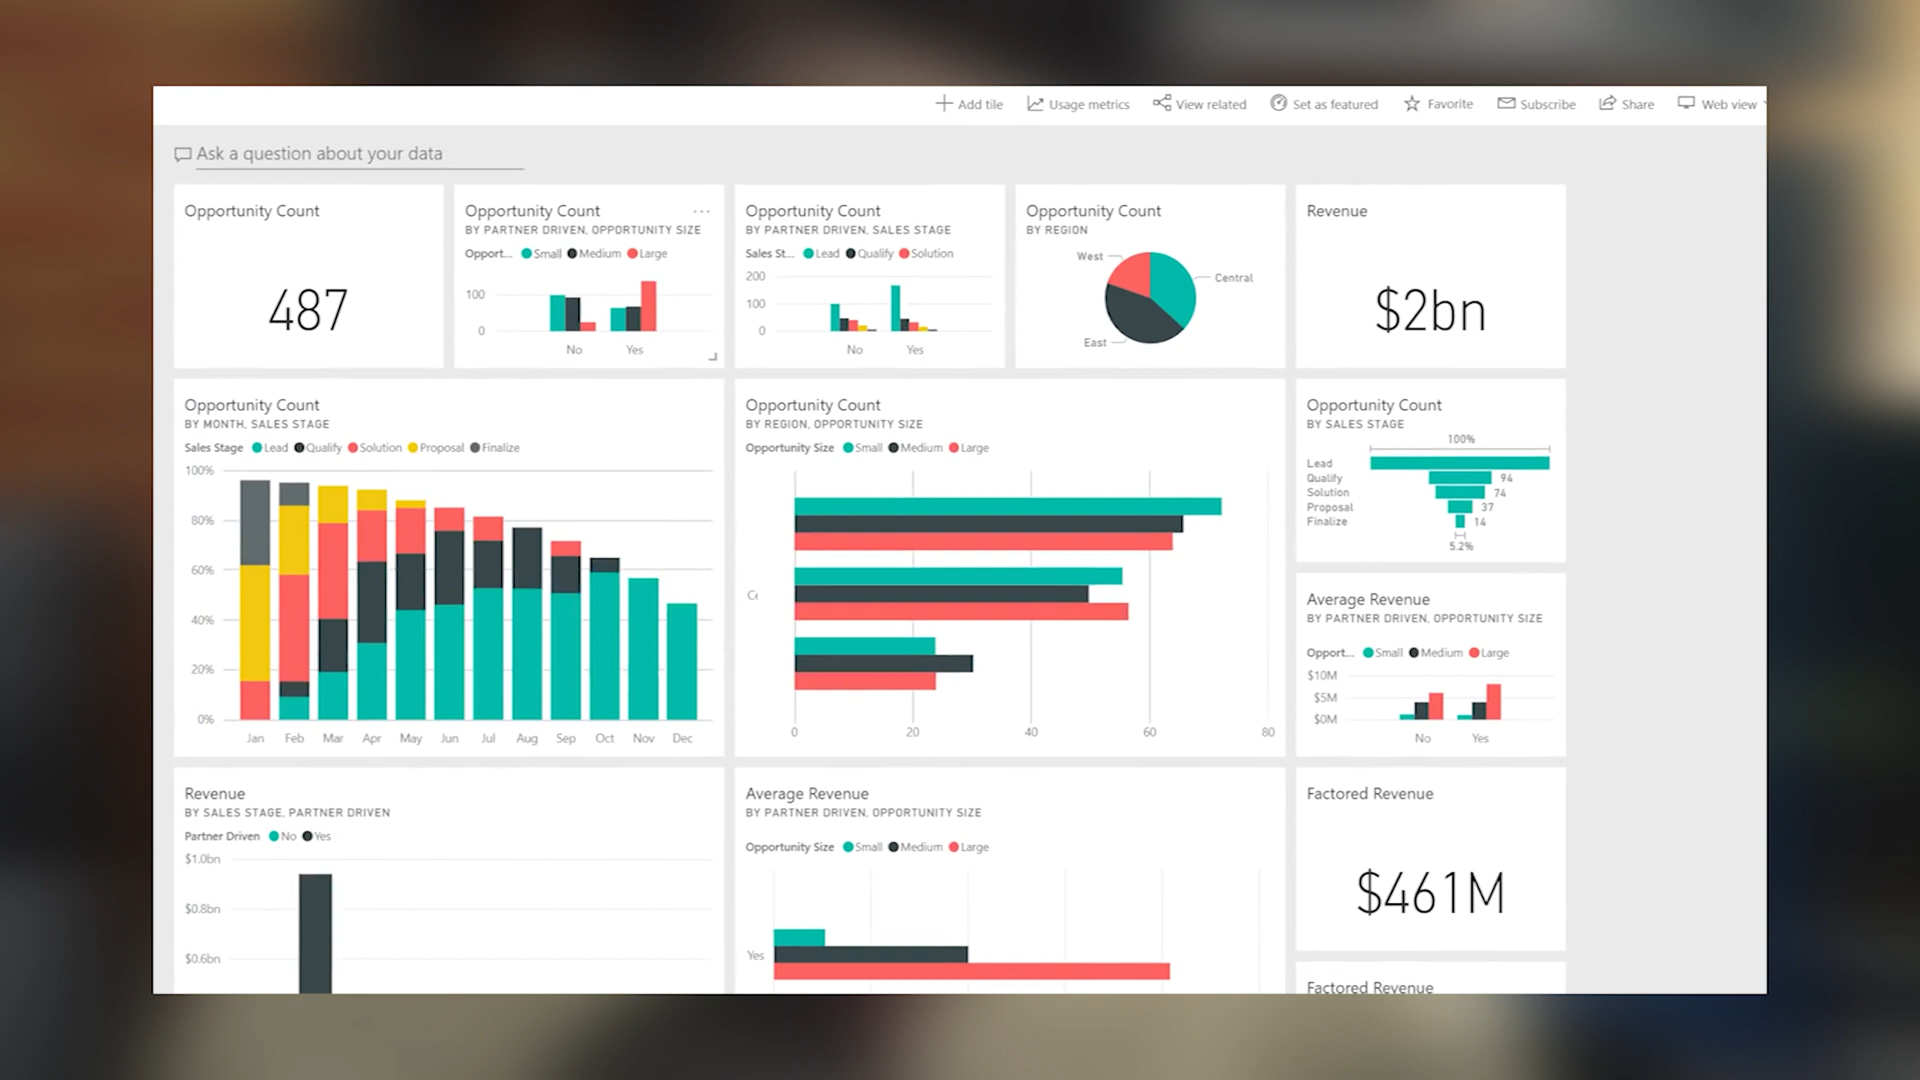 Add tile Usage metrics View related Set as featured Favorite Subscribe Share Web view
Ask a question about your data
Opportunity Count
487
Opportunity Count
BY PARTNER DRIVEN, OPPORTUNITY SIZE
Opport... Small Medium Large
100
0
No Yes
Opportunity Count
BY PARTNER DRIVEN, SALES STAGE
Sales St... Lead Qualify Solution
200
100
0
No Yes
Opportunity Count
BY REGION
West
Central
East
Revenue
$2bn
Opportunity Count
BY MONTH, SALES STAGE
Sales Stage Lead Qualify Solution Proposal Finalize
100%
80%
60%
40%
20%
0%
Jan Feb Mar Apr May Jun Jul Aug Sep Oct Nov Dec
Opportunity Count
BY REGION, OPPORTUNITY SIZE
Opportunity Size Small Medium Large
0 20 40 60 80
Opportunity Count
BY SALES STAGE
100%
Lead
Qualify 94
Solution 74
Proposal 37
Finalize 14
5.2%
Average Revenue
BY PARTNER DRIVEN, OPPORTUNITY SIZE
Opport... Small Medium Large
$10M
$5M
$0M
No Yes
Revenue
BY SALES STAGE, PARTNER DRIVEN
Partner Driven No Yes
$1.0bn
$0.8bn
$0.6bn
Average Revenue
BY PARTNER DRIVEN, OPPORTUNITY SIZE
Opportunity Size Small Medium Large
Yes
Factored Revenue
$461M
Factored Revenue